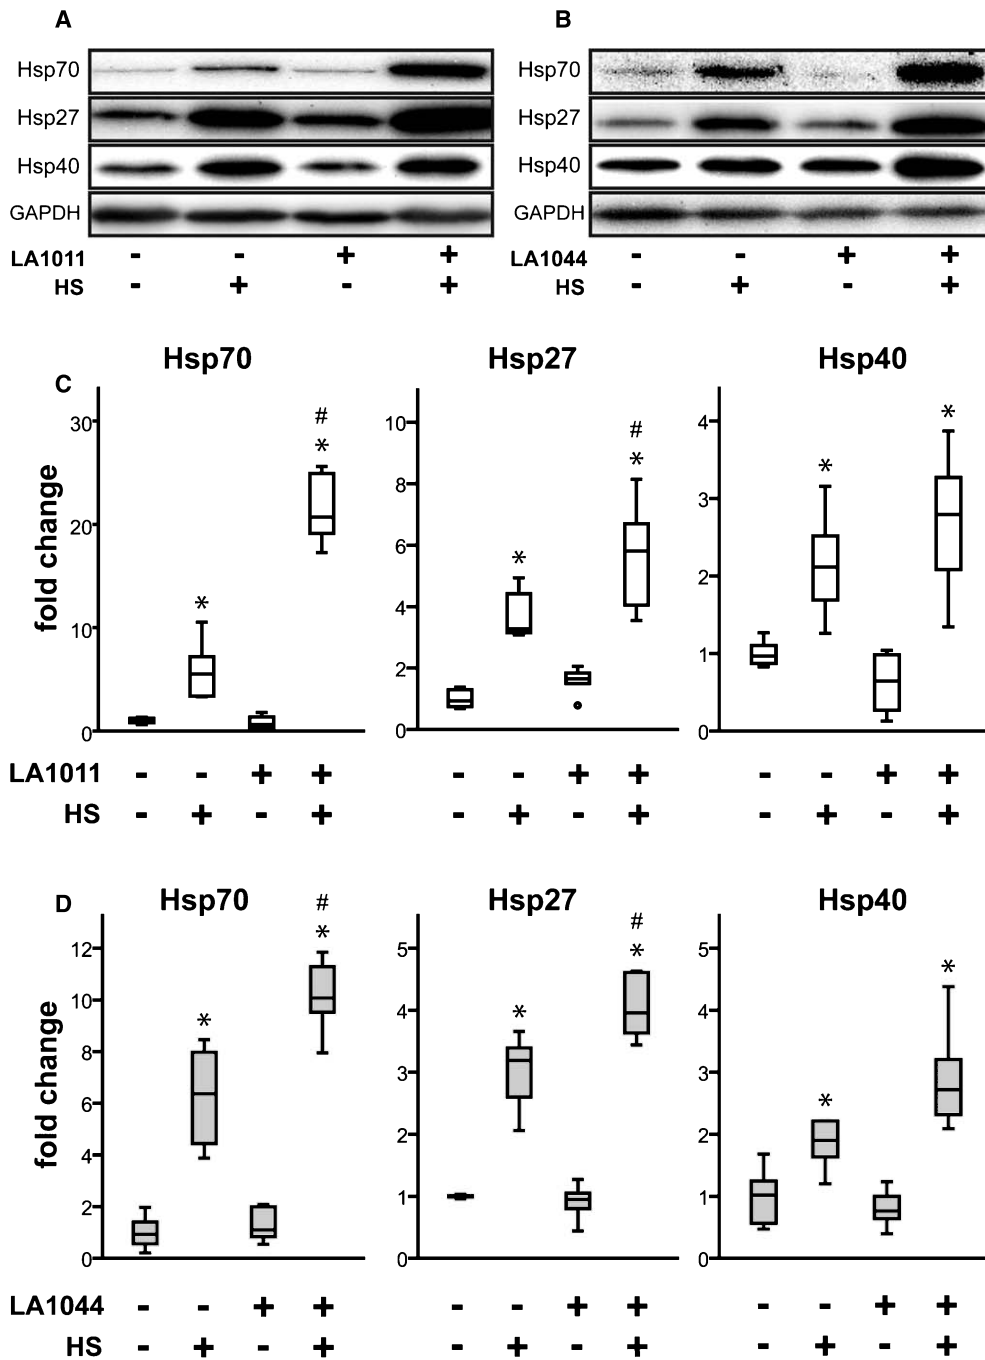 A B
Hsp70 Hsp70
Hsp27 Hsp27
Hsp40 Hsp40
GAPDH GAPDH
LA1011 - - + + LA1044 - - + +
HS - + - + HS - + - +
C Hsp70 Hsp27 Hsp40
fold change
30
20
10
0
* # *
10
8
6
4
2
0
* # *
4
3
2
1
0
* *
LA1011 - - + + - - + + - - + +
HS - + - + - + - + - + - +
D Hsp70 Hsp27 Hsp40
fold change
12
10
8
6
4
2
0
* # *
5
4
3
2
1
0
* # *
5
4
3
2
1
0
* *
LA1044 - - + + - - + + - - + +
HS - + - + - + - + - + - +